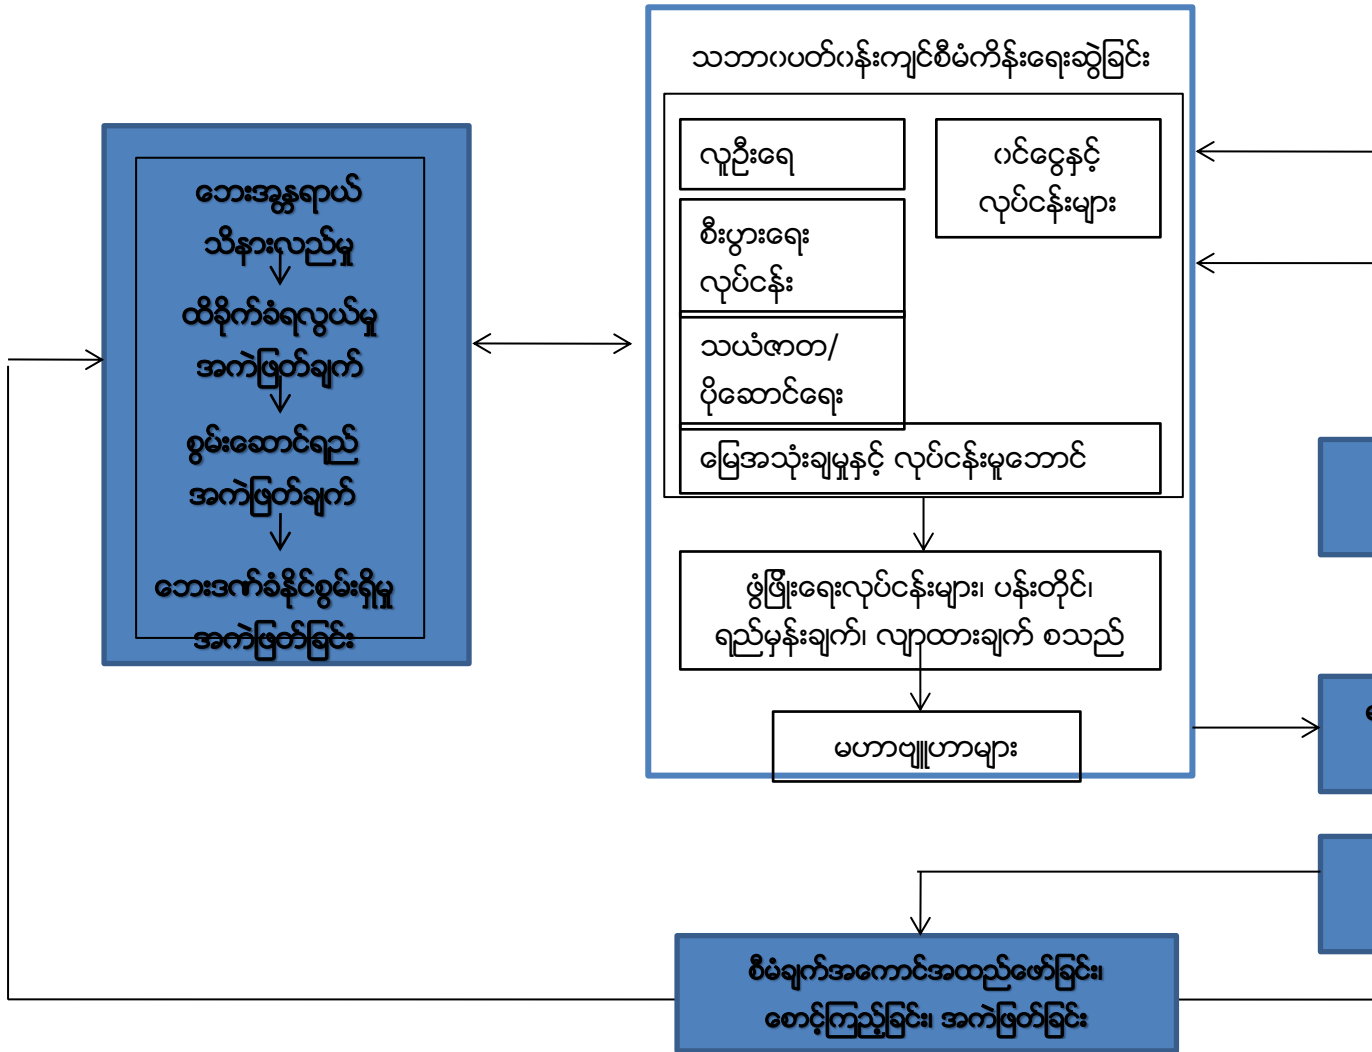 သဘာဝပတ်ဝန်းကျင်စီမံကိန်းရေးဆွဲခြင်း
ဘေးအန္တရာယ်
သိနားလည်မှု
ထိခိုက်ခံရလွယ်မှု
အကဲဖြတ်ချက်
စွမ်းဆောင်ရည်
အကဲဖြတ်ချက်
ဘေးဒဏ်ခံနိုင်စွမ်းရှိမှု
အကဲဖြတ်ခြင်း
လူဦးရေ
ဝင်ငွေနှင့်
လုပ်ငန်းများ
စီးပွားရေး
လုပ်ငန်း
သယံဇာတ/
ပို့ဆောင်ရေး
မြေအသုံးချမှုနှင့် လုပ်ငန်းမူဘောင်
ဖွံဖြိုးရေးလုပ်ငန်းများ၊ ပန်းတိုင်၊
ရည်မှန်းချက်၊ လျာထားချက် စသည်
မဟာဗျူဟာများ
စီမံချက်အကောင်အထည်ဖော်ခြင်း၊
စောင့်ကြည့်ခြင်း၊ အကဲဖြတ်ခြင်း